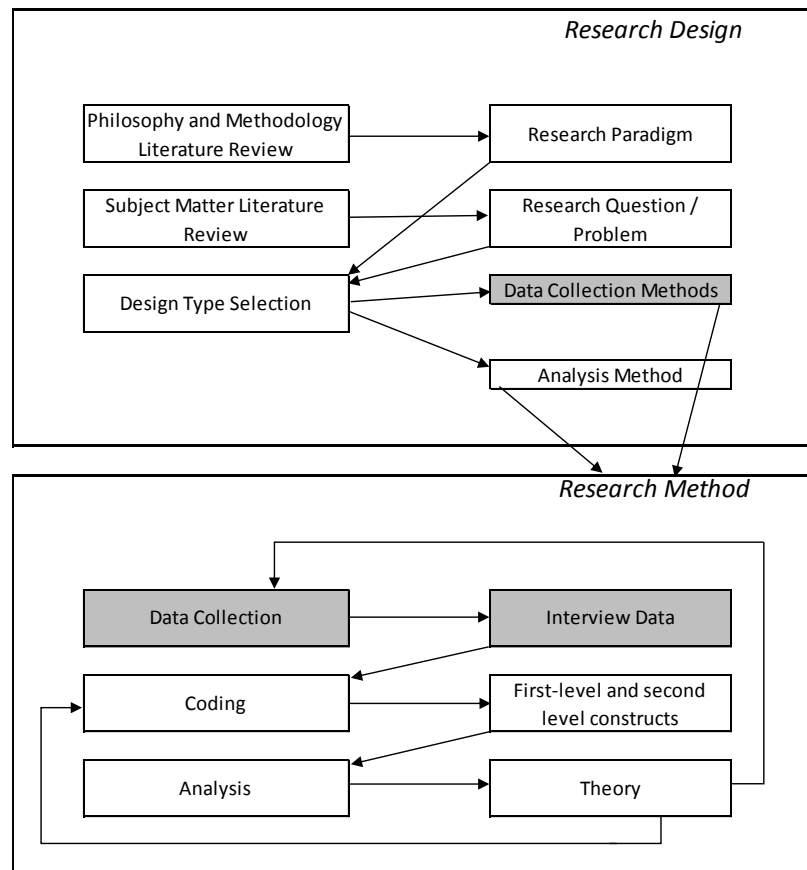 Research Design
Philosophy and Methodology
Literature Review
Research Paradigm
Subject Matter Literature
Review
Research Question /
Problem
Design Type Selection
Data Collection Methods
Analysis Method
Research Method
Data Collection
Interview Data
Coding
First-level and second
level constructs
Analysis
Theory